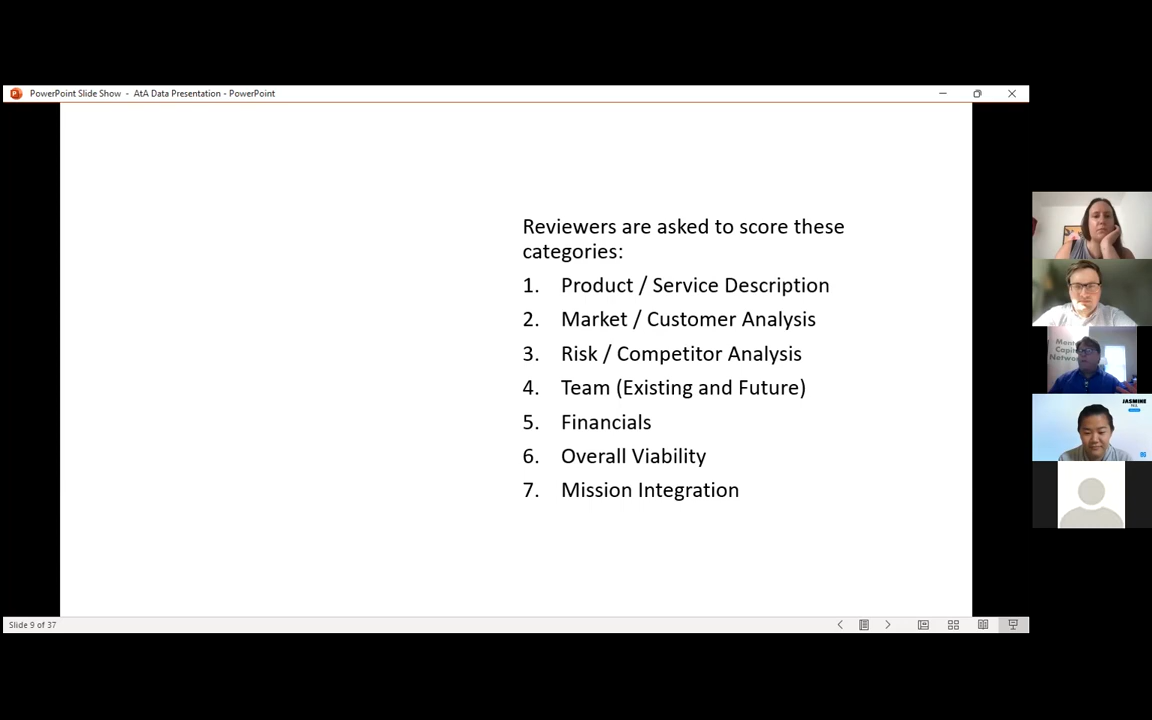 PowerPoint Slide Show - AtA Data Presentation - PowerPoint
Reviewers are asked to score these
categories:
1. Product / Service Description
2. Market / Customer Analysis
3. Risk / Competitor Analysis
4. Team (Existing and Future)
5. Financials
6. Overall Viability
7. Mission Integration
Slide 9 of 37
JASMINE